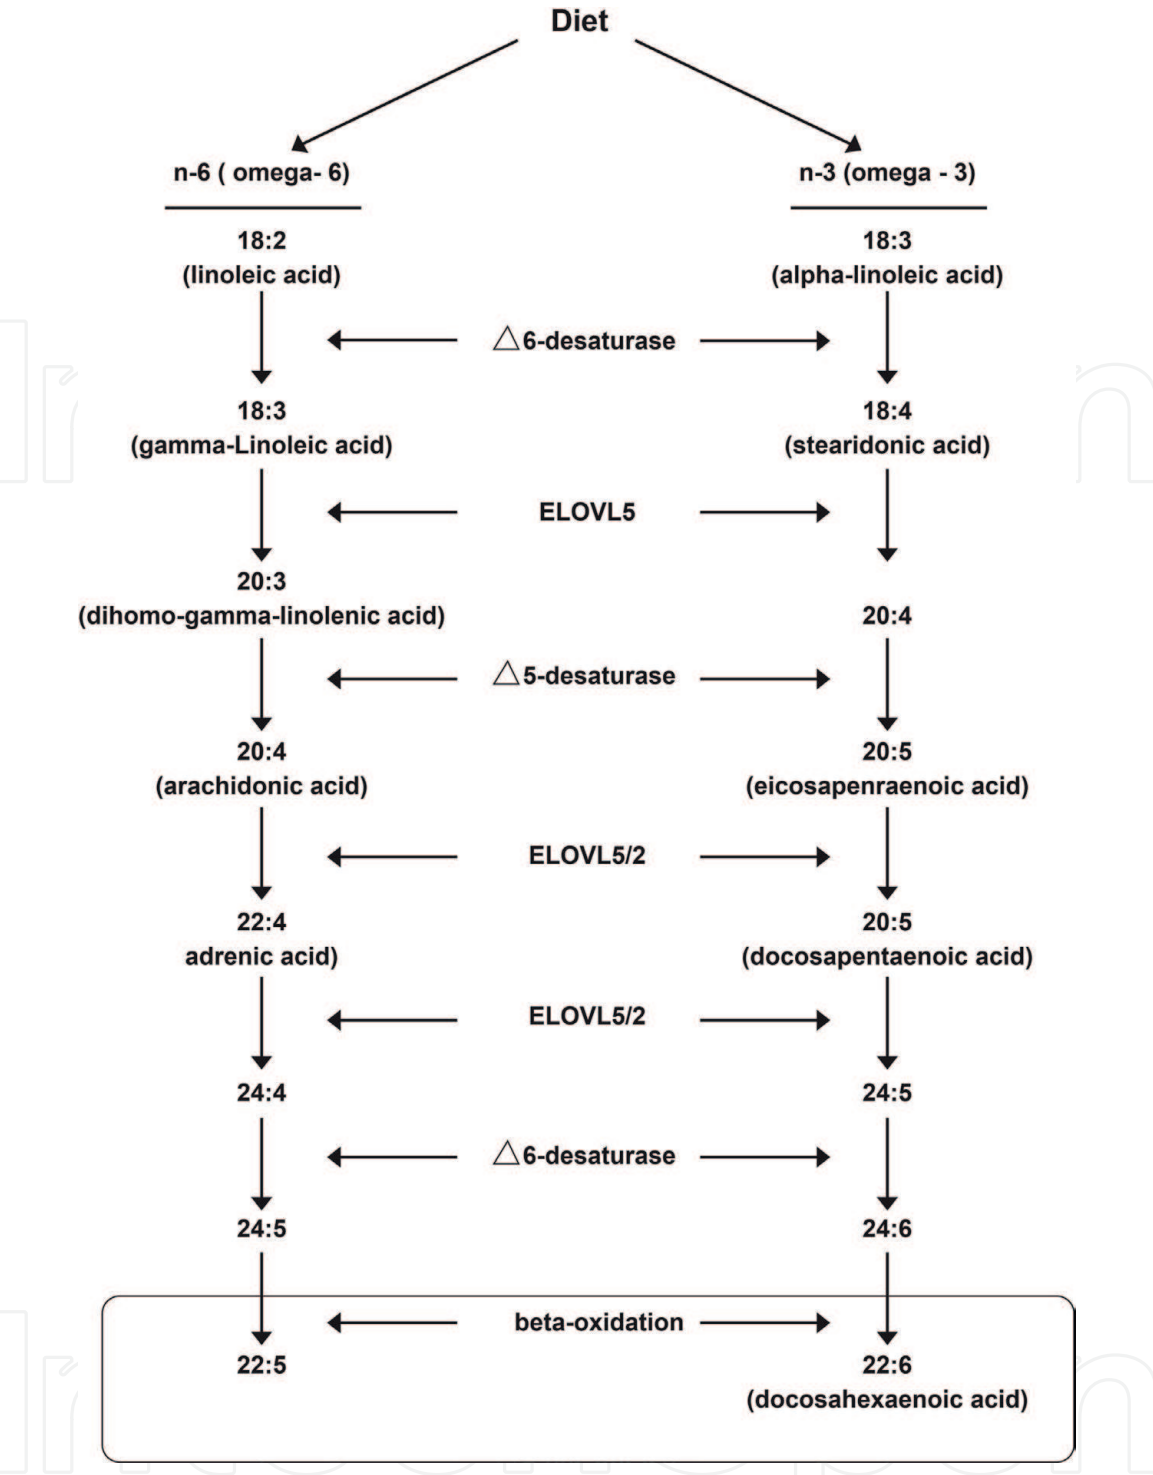 Diet
n-6 ( omega- 6)
n-3 (omega - 3)
18:2
(linoleic acid)
18:3
(alpha-linoleic acid)
△6-desaturase
18:3
(gamma-Linoleic acid)
18:4
(stearidonic acid)
ELOVL5
20:3
(dihomo-gamma-linolenic acid)
20:4
△5-desaturase
20:4
(arachidonic acid)
20:5
(eicosapenraenoic acid)
ELOVL5/2
22:4
adrenic acid)
20:5
(docosapentaenoic acid)
ELOVL5/2
24:4
24:5
△6-desaturase
24:5
24:6
beta-oxidation
22:5
22:6
(docosahexaenoic acid)